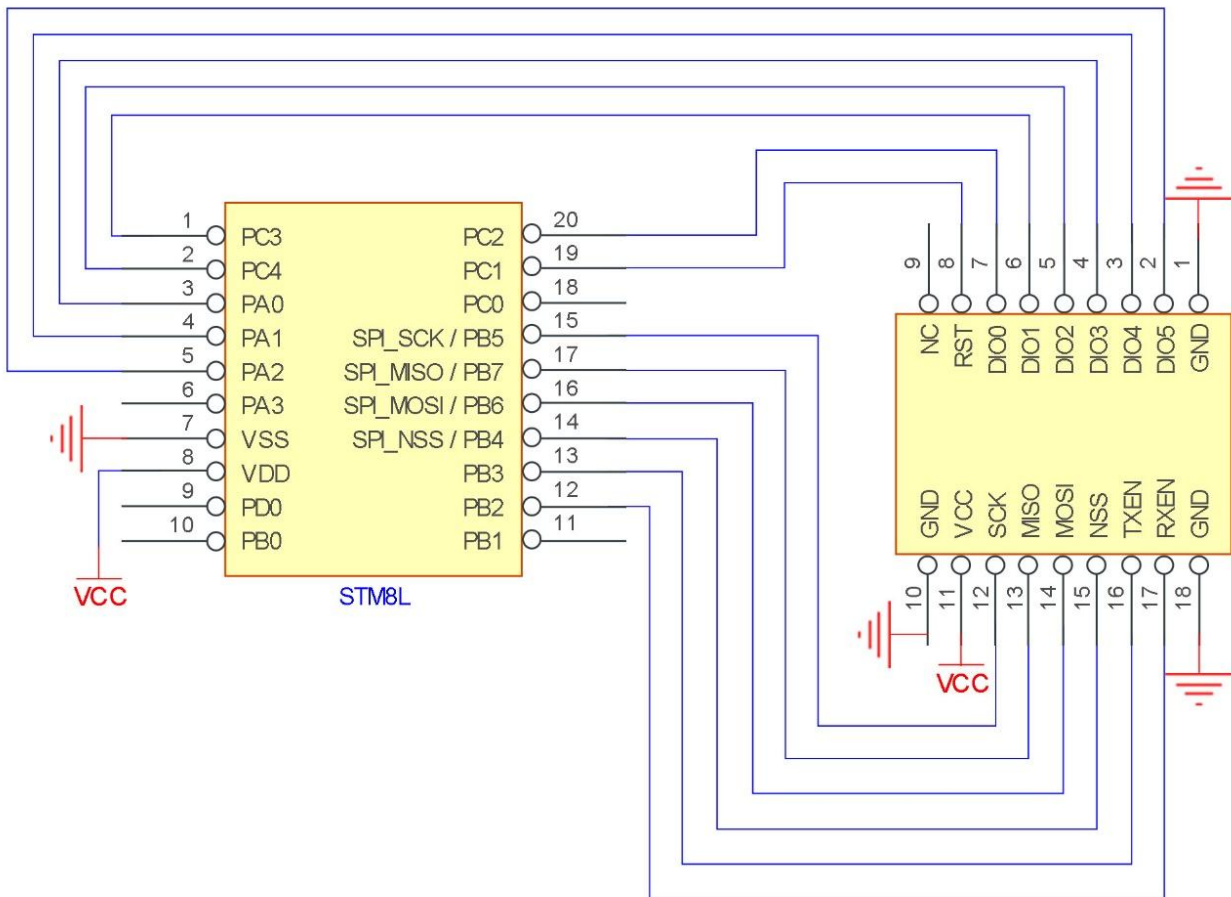 1 PC3 PC2 20
2 PC4 PC1 19
3 PA0 PC0 18
4 PA1 SPI_SCK / PB5 15
5 PA2 SPI_MISO / PB7 17
6 PA3 SPI_MOSI / PB6 16
7 VSS SPI_NSS / PB4 14
8 VDD PB3 13
9 PD0 PB2 12
10 PB0 PB1 11
VCC
STM8L
9 8 7 6 5 4 3 2 1
NC RST DIO0 DIO1 DIO2 DIO3 DIO4 DIO5 GND
GND VCC SCK MISO MOSI NSS TXEN RXEN GND
10 11 12 13 14 15 16 17 18
VCC